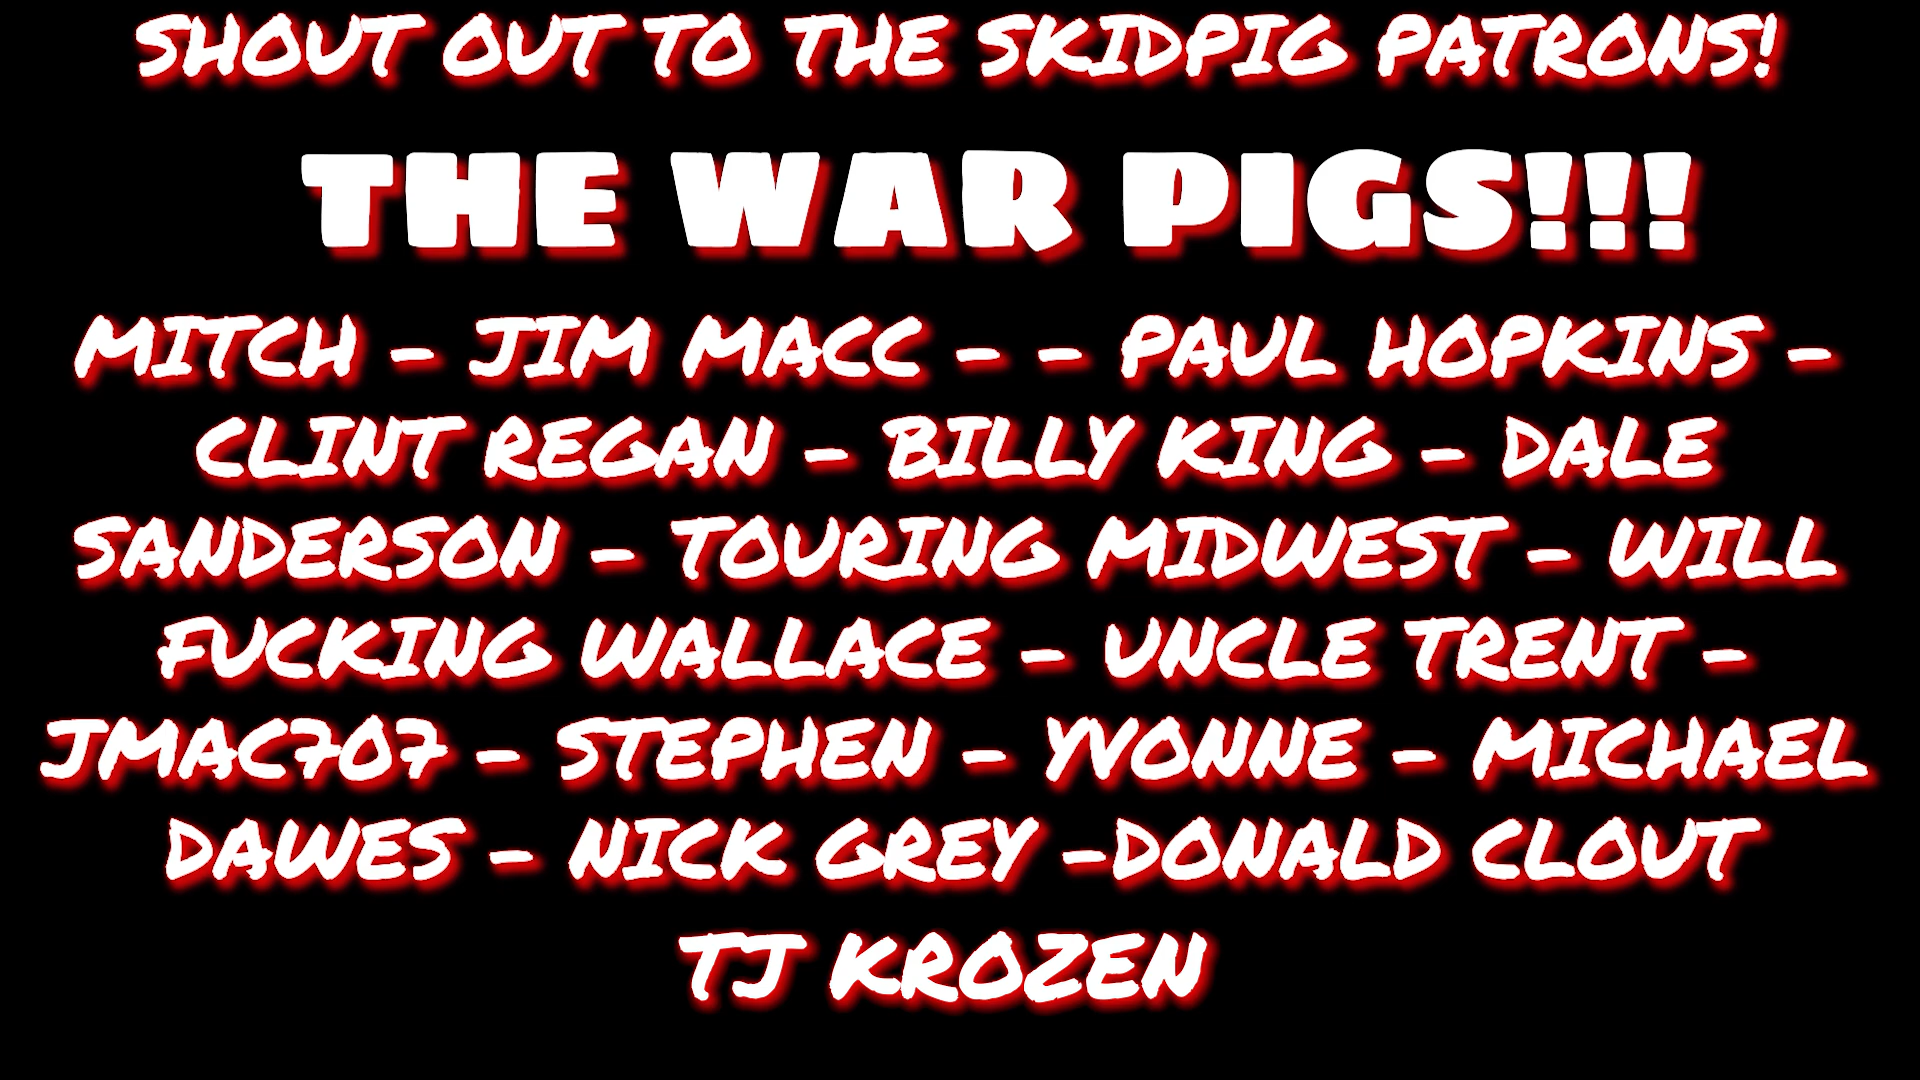 SHOUT OUT TO THE SKIDPIG PATRONS!
THE WAR PIGS!!!
MITCH - JIM MACC - - PAUL HOPKINS -
CLINT REGAN - BILLY KING - DALE
SANDERSON - TOURING MIDWEST - WILL
FUCKING WALLACE - UNCLE TRENT -
JMAC707 - STEPHEN - YVONNE - MICHAEL
DAWES - NICK GREY -DONALD CLOUT
TJ KROZEN